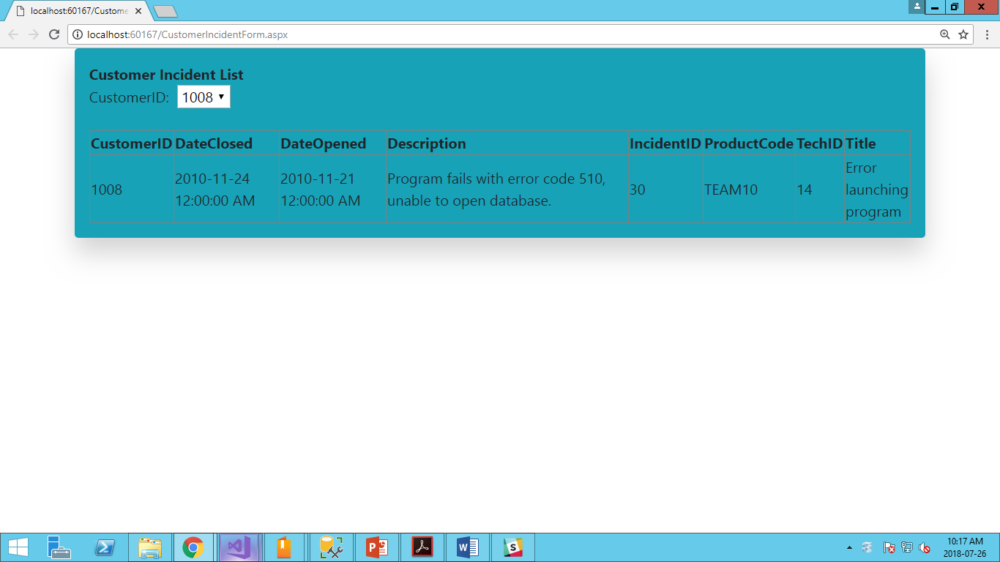 localhost:60167/Custome
localhost:60167/CustomerIncidentForm.aspx
Customer Incident List
CustomerID: 1008
CustomerID DateClosed DateOpened Description IncidentID ProductCode TechID Title
1008 2010-11-24 12:00:00 AM 2010-11-21 12:00:00 AM Program fails with error code 510, unable to open database. 30 TEAM10 14 Error launching program
10:17 AM
2018-07-26